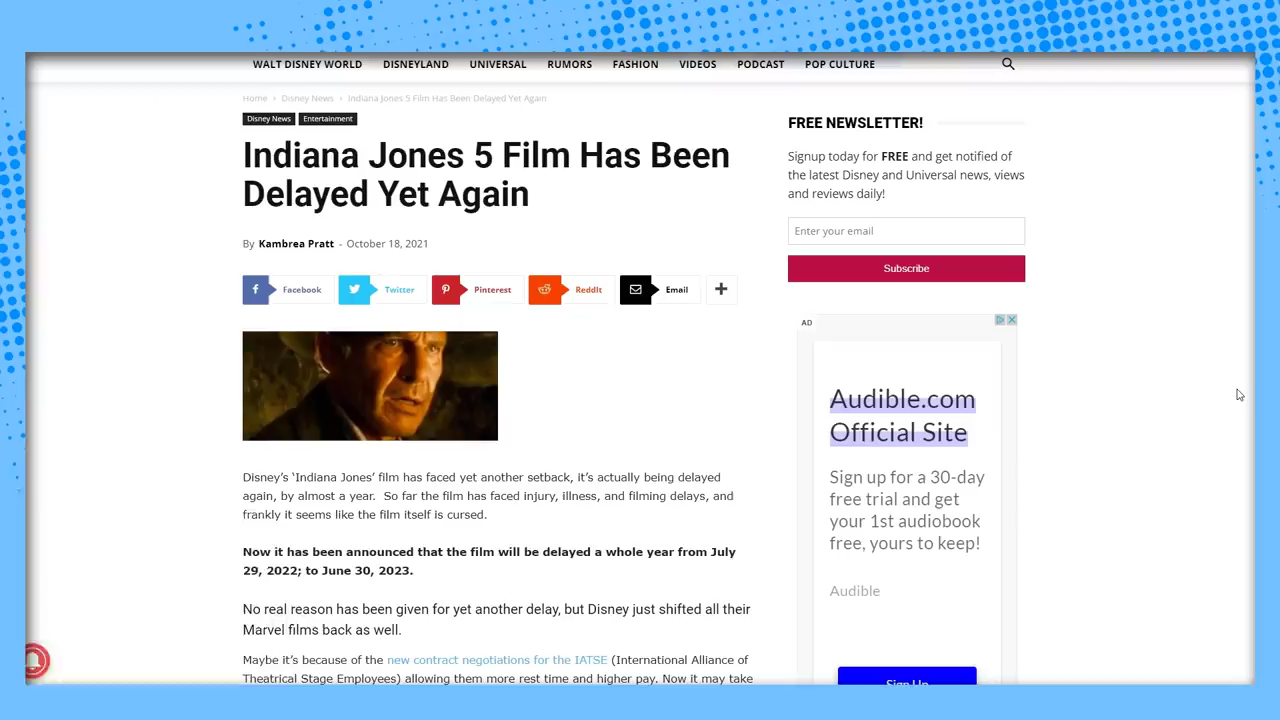 WALT DISNEY WORLD DISNEYLAND UNIVERSAL RUMORS FASHION VIDEOS PODCAST POP CULTURE
Home › Disney News › Indiana Jones 5 Film Has Been Delayed Yet Again
Disney News Entertainment
Indiana Jones 5 Film Has Been
Delayed Yet Again
By Kambrea Pratt - October 18, 2021
Facebook Twitter Pinterest ReddIt Email
Disney’s ‘Indiana Jones’ film has faced yet another setback, it’s actually being delayed
again, by almost a year. So far the film has faced injury, illness, and filming delays, and
frankly it seems like the film itself is cursed.
Now it has been announced that the film will be delayed a whole year from July
29, 2022; to June 30, 2023.
No real reason has been given for yet another delay, but Disney just shifted all their
Marvel films back as well.
Maybe it’s because of the new contract negotiations for the IATSE (International Alliance of
Theatrical Stage Employees) allowing them more rest time and higher pay. Now it may take
FREE NEWSLETTER!
Signup today for FREE and get notified of
the latest Disney and Universal news, views
and reviews daily!
Enter your email
Subscribe
AD
Audible.com
Official Site
Sign up for a 30-day
free trial and get
your 1st audiobook
free, yours to keep!
Audible
Sign Up